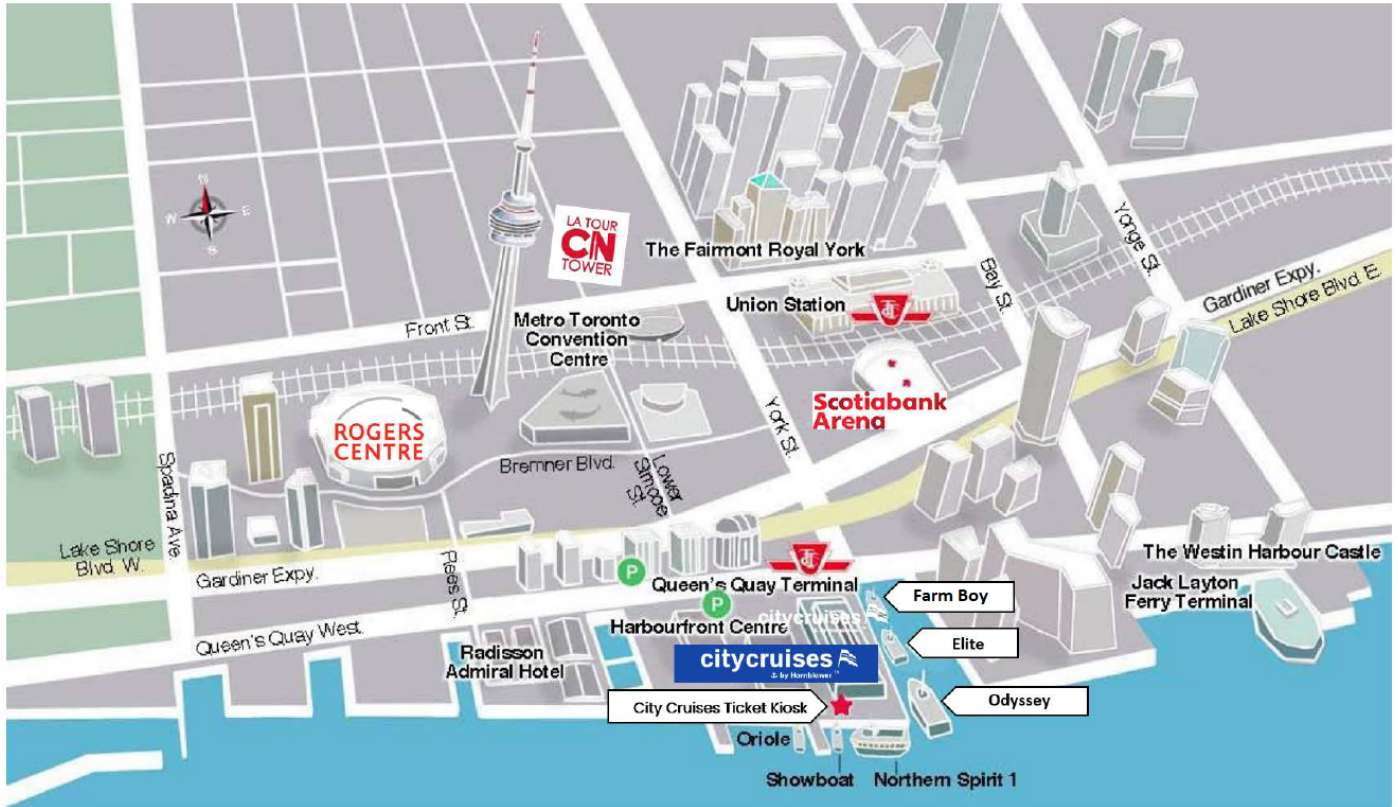 N
W
E
S
LA TOUR
CN
TOWER
The Fairmont Royal York
Union Station
Bay St.
Yonge St.
Gardiner Expy.
Lake Shore Blvd. E.
Front St.
Metro Toronto
Convention
Centre
ROGERS
CENTRE
Scotiabank
Arena
York St.
Bremner Blvd.
Lower
Simcoe
St.
Spadina Ave.
Lake Shore
Blvd. W.
Gardiner Expy.
Rees St.
P
Queen's Quay Terminal
P
Harbourfront Centre
citycruises
citycruises
by Hornblower
City Cruises Ticket Kiosk
Queen's Quay West.
Radisson
Admiral Hotel
Farm Boy
Elite
Odyssey
The Westin Harbour Castle
Jack Layton
Ferry Terminal
Oriole
Showboat
Northern Spirit 1